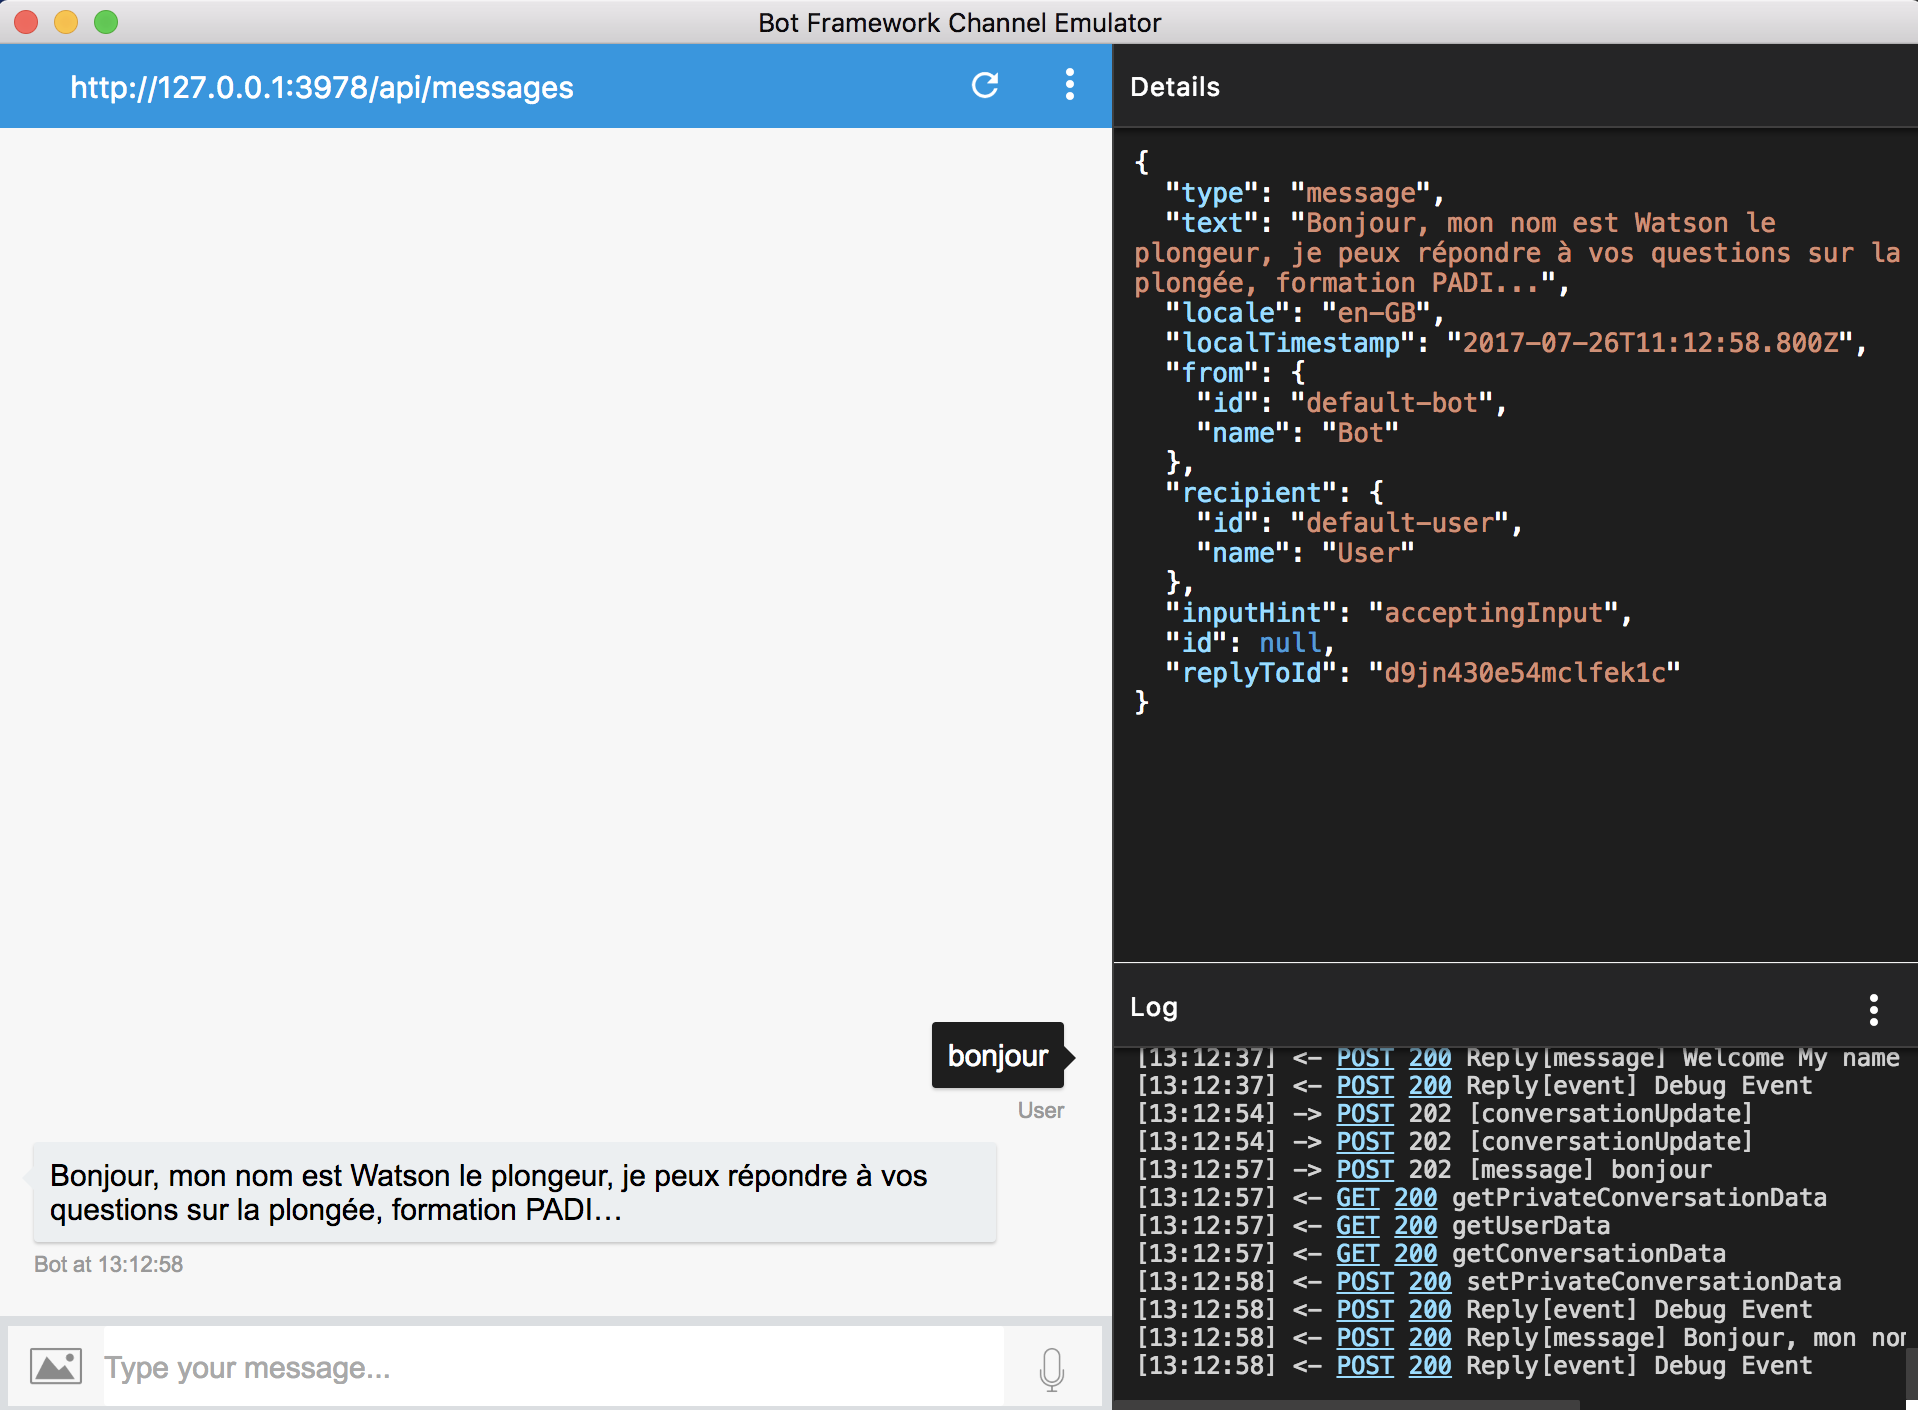 Bot Framework Channel Emulator
http://127.0.0.1:3978/api/messages
bonjour
User
Bonjour, mon nom est Watson le plongeur, je peux répondre à vos
questions sur la plongée, formation PADI…
Bot at 13:12:58
Type your message...
Details
{
"type": "message",
"text": "Bonjour, mon nom est Watson le
plongeur, je peux répondre à vos questions sur la
plongée, formation PADI...",
"locale": "en-GB",
"localTimestamp": "2017-07-26T11:12:58.800Z",
"from": {
"id": "default-bot",
"name": "Bot"
},
"recipient": {
"id": "default-user",
"name": "User"
},
"inputHint": "acceptingInput",
"id": null,
"replyToId": "d9jn430e54mclfek1c"
}
Log
[13:12:37] <- POST 200 Reply[message] Welcome My name
[13:12:37] <- POST 200 Reply[event] Debug Event
[13:12:54] -> POST 202 [conversationUpdate]
[13:12:54] -> POST 202 [conversationUpdate]
[13:12:57] -> POST 202 [message] bonjour
[13:12:57] <- GET 200 getPrivateConversationData
[13:12:57] <- GET 200 getUserData
[13:12:57] <- GET 200 getConversationData
[13:12:58] <- POST 200 setPrivateConversationData
[13:12:58] <- POST 200 Reply[event] Debug Event
[13:12:58] <- POST 200 Reply[message] Bonjour, mon nom
[13:12:58] <- POST 200 Reply[event] Debug Event